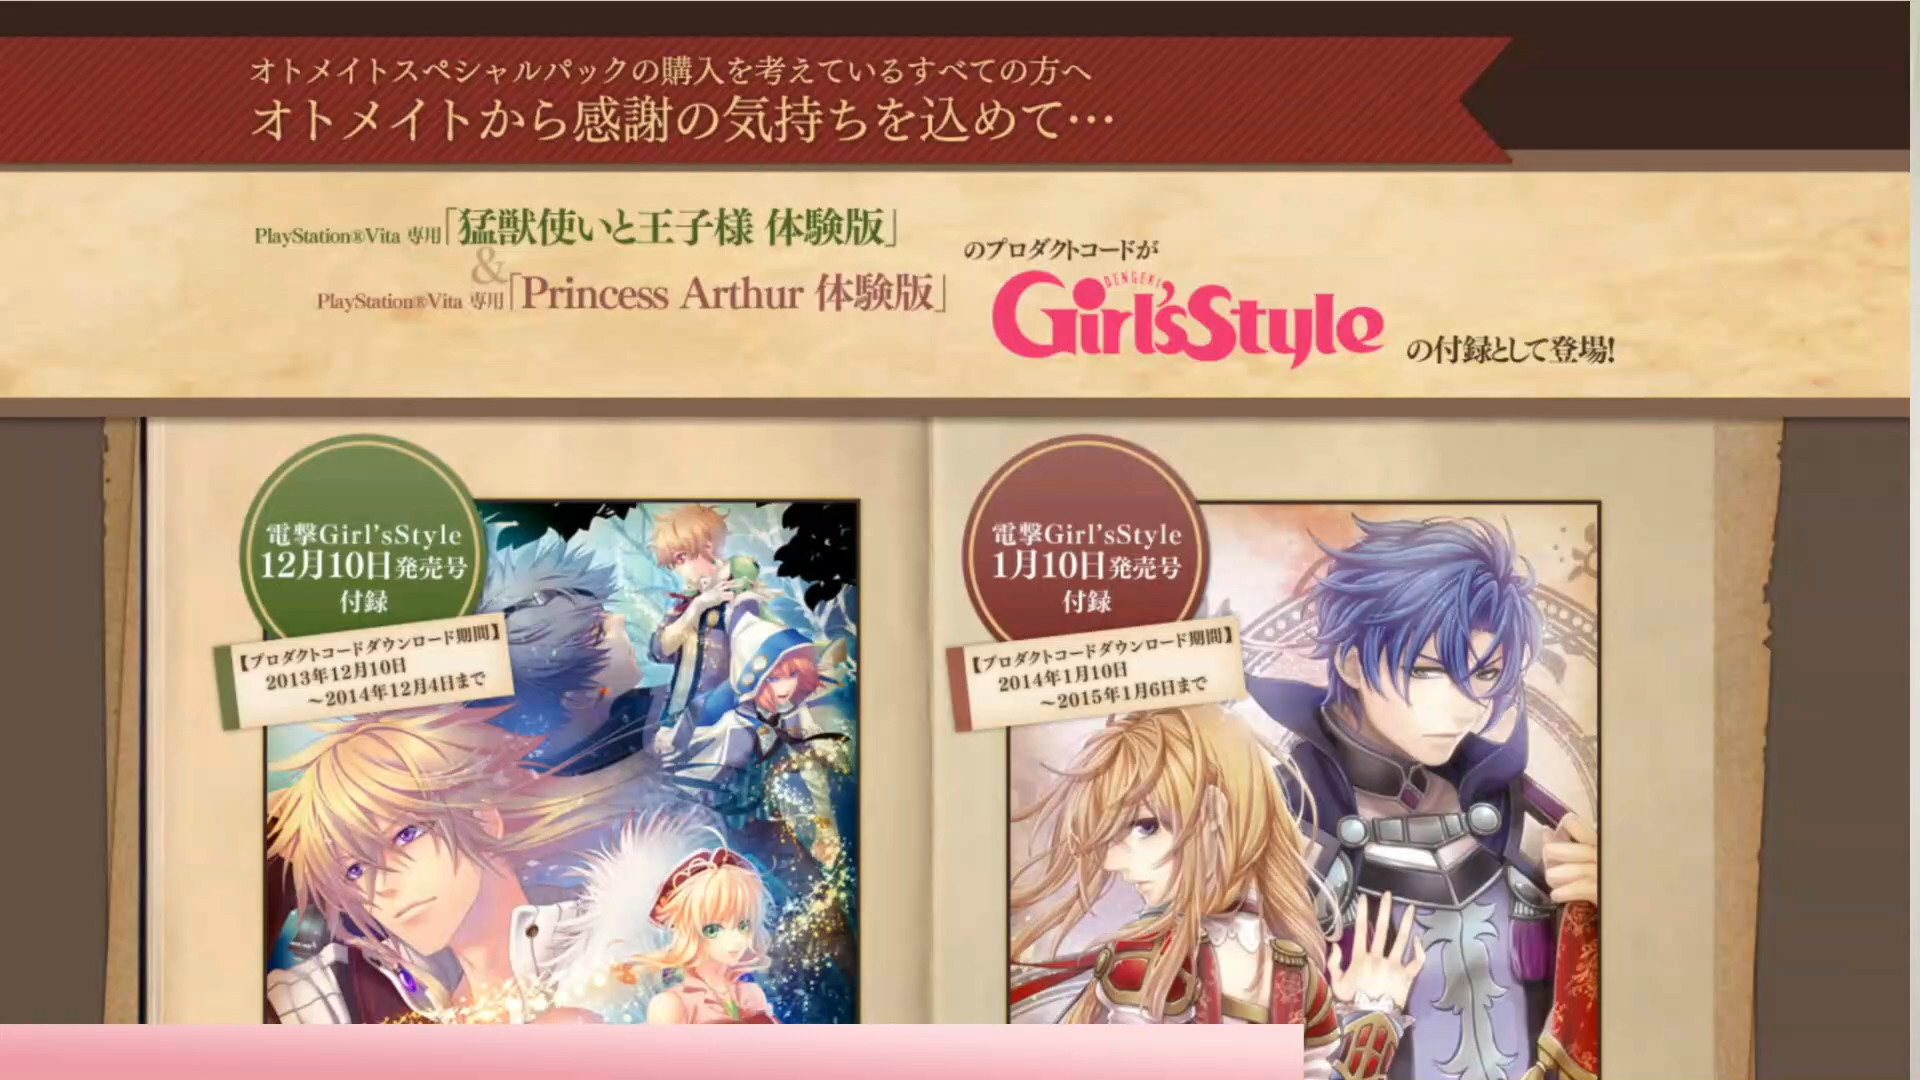 オトメイトスペシャルパックの購入を考えているすべての方へ
オトメイトから感謝の気持ちを込めて…
PlayStation®Vita 専用「猛獣使いと王子様 体験版」
&
PlayStation®Vita 専用「Princess Arthur 体験版」
のプロダクトコードが
DENGEKI
Girl'sStyle
の付録として登場!
電撃Girl'sStyle
12月10日発売号
付録
【プロダクトコードダウンロード期間】
2013年12月10日
～2014年12月4日まで
電撃Girl'sStyle
1月10日発売号
付録
【プロダクトコードダウンロード期間】
2014年1月10日
～2015年1月6日まで